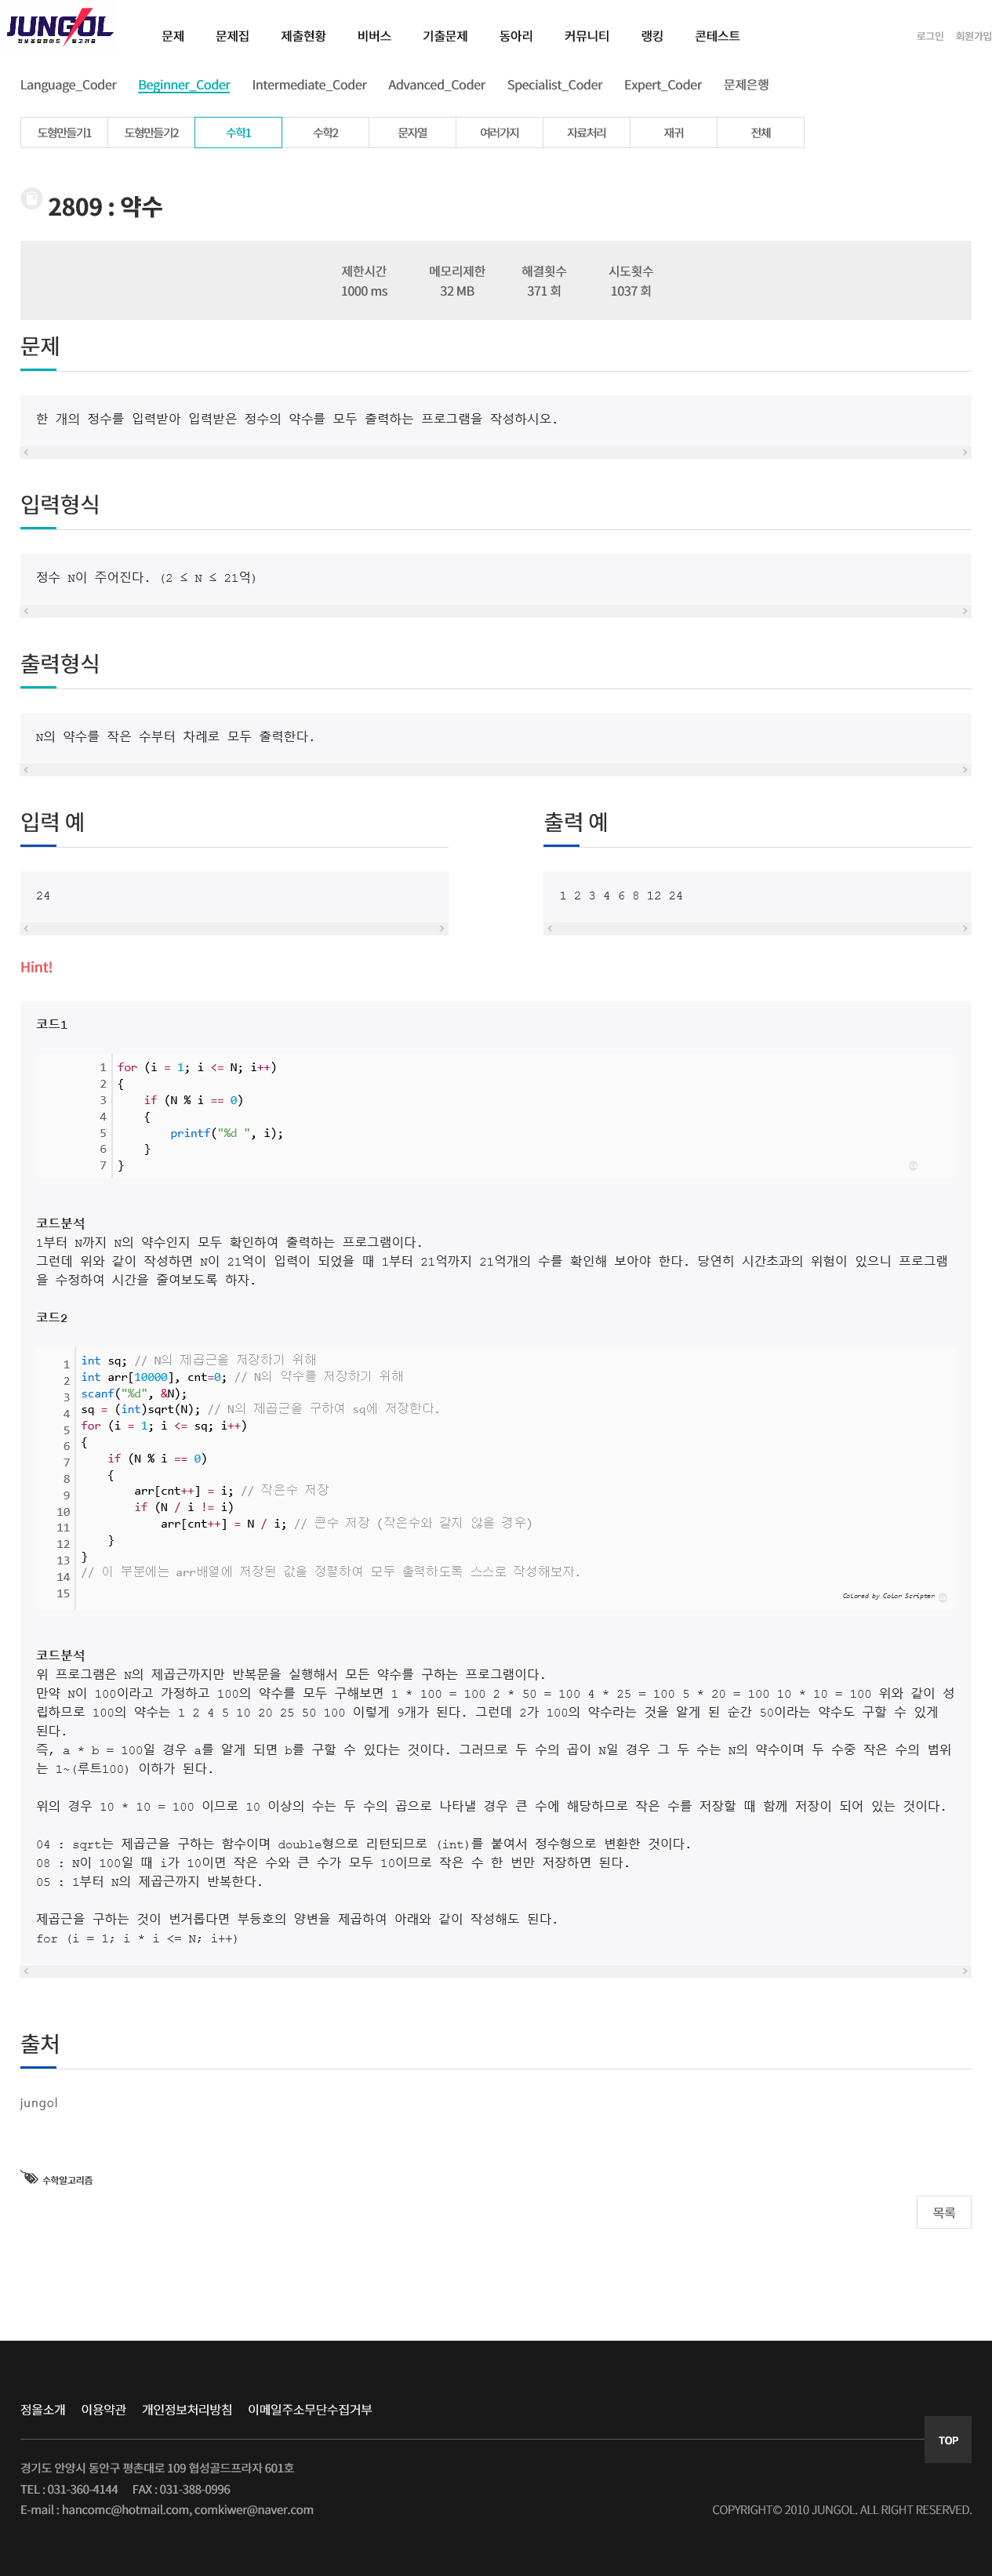 JUNGOL
문제 문제집 제출현황 비버스 기출문제 동아리 커뮤니티 랭킹 콘테스트 로그인 회원가입
Language_Coder Beginner_Coder Intermediate_Coder Advanced_Coder Specialist_Coder Expert_Coder 문제은행
도형만들기1 도형만들기2 수학1 수학2 문자열 여러가지 자료처리 재귀 전체
2809 : 약수
제한시간 메모리제한 해결횟수 시도횟수
1000 ms 32 MB 371 회 1037 회
문제
한 개의 정수를 입력받아 입력받은 정수의 약수를 모두 출력하는 프로그램을 작성하시오.
입력형식
정수 N이 주어진다. (2 ≤ N ≤ 21억)
출력형식
N의 약수를 작은 수부터 차례로 모두 출력한다.
입력 예 출력 예
24 1 2 3 4 6 8 12 24
Hint!
코드1
1 for (i = 1; i <= N; i++)
2 {
3 if (N % i == 0)
4 {
5 printf("%d ", i);
6 }
7 }
코드분석
1부터 N까지 N의 약수인지 모두 확인하여 출력하는 프로그램이다.
그런데 위와 같이 작성하면 N이 21억이 입력이 되었을 때 1부터 21억까지 21억개의 수를 확인해 보아야 한다. 당연히 시간초과의 위험이 있으니 프로그램
을 수정하여 시간을 줄여보도록 하자.
코드2
1 int sq; // N의 제곱근을 저장하기 위해
2 int arr[10000], cnt=0; // N의 약수를 저장하기 위해
3 scanf("%d", &N);
4 sq = (int)sqrt(N); // N의 제곱근을 구하여 sq에 저장한다.
5 for (i = 1; i <= sq; i++)
6 {
7 if (N % i == 0)
8 {
9 arr[cnt++] = i; // 작은수 저장
10 if (N / i != i)
11 arr[cnt++] = N / i; // 큰수 저장 (작은수와 같지 않을 경우)
12 }
13 }
14 // 이 부분에는 arr배열에 저장된 값을 정렬하여 모두 출력하도록 스스로 작성해보자.
15
Colored by Color Scripter
코드분석
위 프로그램은 N의 제곱근까지만 반복문을 실행해서 모든 약수를 구하는 프로그램이다.
만약 N이 100이라고 가정하고 100의 약수를 모두 구해보면 1 * 100 = 100 2 * 50 = 100 4 * 25 = 100 5 * 20 = 100 10 * 10 = 100 위와 같이 성
립하므로 100의 약수는 1 2 4 5 10 20 25 50 100 이렇게 9개가 된다. 그런데 2가 100의 약수라는 것을 알게 된 순간 50이라는 약수도 구할 수 있게
된다.
즉, a * b = 100일 경우 a를 알게 되면 b를 구할 수 있다는 것이다. 그러므로 두 수의 곱이 N일 경우 그 두 수는 N의 약수이며 두 수중 작은 수의 범위
는 1~(루트100) 이하가 된다.
위의 경우 10 * 10 = 100 이므로 10 이상의 수는 두 수의 곱으로 나타낼 경우 큰 수에 해당하므로 작은 수를 저장할 때 함께 저장이 되어 있는 것이다.
04 : sqrt는 제곱근을 구하는 함수이며 double형으로 리턴되므로 (int)를 붙여서 정수형으로 변환한 것이다.
08 : N이 100일 때 i가 10이면 작은 수와 큰 수가 모두 10이므로 작은 수 한 번만 저장하면 된다.
05 : 1부터 N의 제곱근까지 반복한다.
제곱근을 구하는 것이 번거롭다면 부등호의 양변을 제곱하여 아래와 같이 작성해도 된다.
for (i = 1; i * i <= N; i++)
출처
jungol
수학알고리즘
목록
정올소개 이용약관 개인정보처리방침 이메일주소무단수집거부
TOP
경기도 안양시 동안구 평촌대로 109 협성골드프라자 601호
TEL : 031-360-4144 FAX : 031-388-0996
E-mail : hancomc@hotmail.com, comkiwer@naver.com COPYRIGHT© 2010 JUNGOL. ALL RIGHT RESERVED.